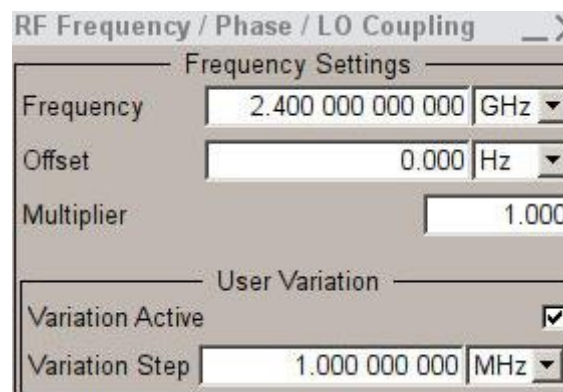 RF Frequency / Phase / LO Coupling
Frequency Settings
Frequency 2.400 000 000 000 GHz
Offset 0.000 Hz
Multiplier 1.000
User Variation
Variation Active
Variation Step 1.000 000 000 MHz